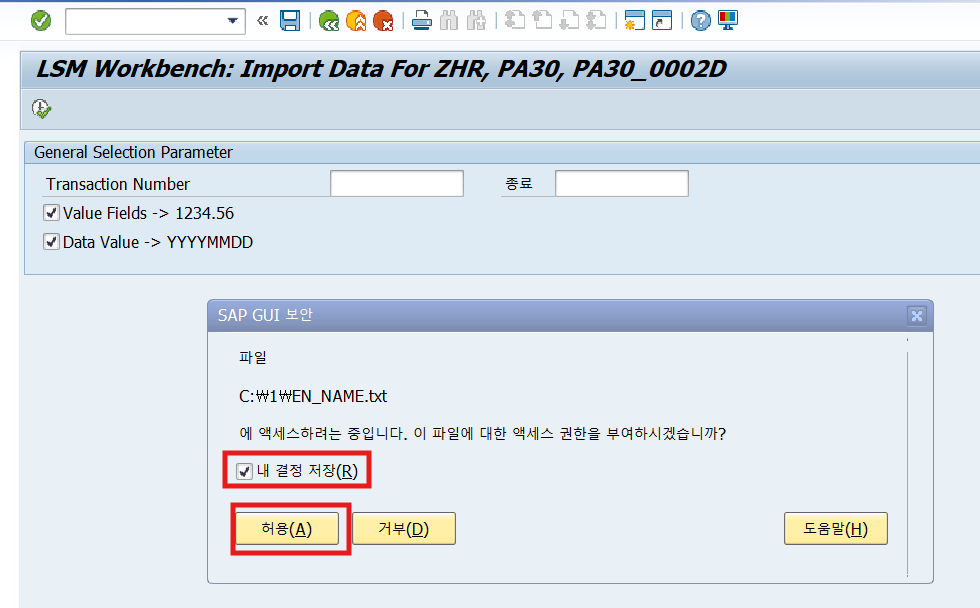 LSM Workbench: Import Data For ZHR, PA30, PA30_0002D
General Selection Parameter
Transaction Number 종료
Value Fields -> 1234.56
Data Value -> YYYYMMDD
SAP GUI 보안
파일
C:₩1₩EN_NAME.txt
에 액세스하려는 중입니다. 이 파일에 대한 액세스 권한을 부여하시겠습니까?
내 결정 저장(R)
허용(A) 거부(D) 도움말(H)